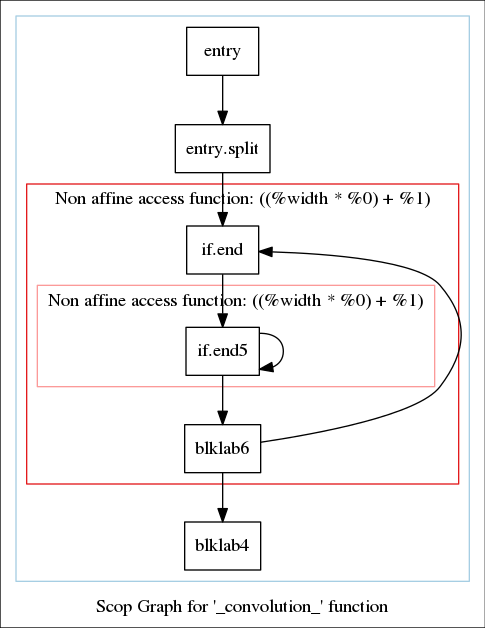 entry
entry.split
Non affine access function: ((%width * %0) + %1)
if.end
Non affine access function: ((%width * %0) + %1)
if.end5
blklab6
blklab4
Scop Graph for '_convolution_' function